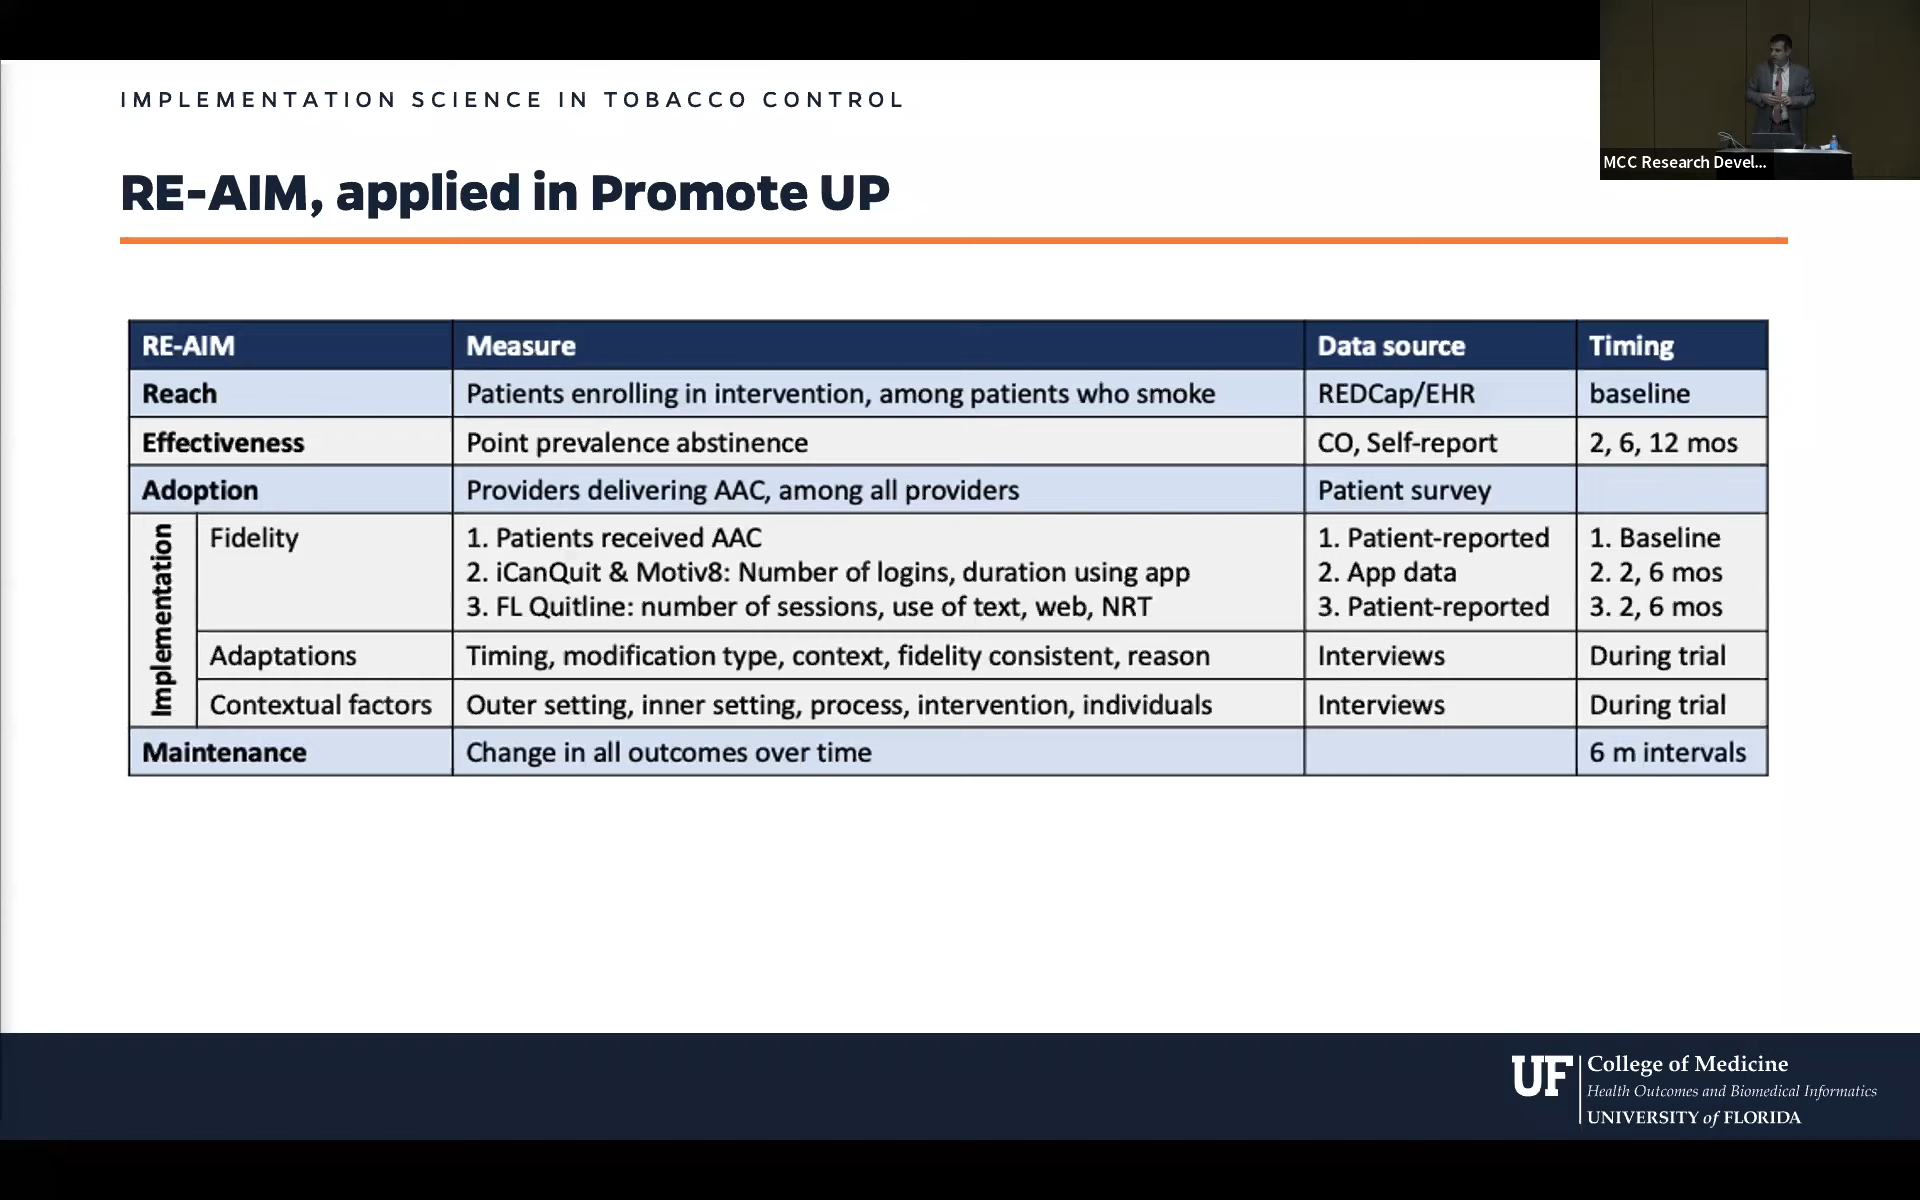 IMPLEMENTATION SCIENCE IN TOBACCO CONTROL
MCC Research Devel...
RE-AIM, applied in Promote UP
RE-AIM Measure Data source Timing
Reach Patients enrolling in intervention, among patients who smoke REDCap/EHR baseline
Effectiveness Point prevalence abstinence CO, Self-report 2, 6, 12 mos
Adoption Providers delivering AAC, among all providers Patient survey
Implementation
Fidelity 1. Patients received AAC 1. Patient-reported 1. Baseline
2. iCanQuit & Motiv8: Number of logins, duration using app 2. App data 2. 2, 6 mos
3. FL Quitline: number of sessions, use of text, web, NRT 3. Patient-reported 3. 2, 6 mos
Adaptations Timing, modification type, context, fidelity consistent, reason Interviews During trial
Contextual factors Outer setting, inner setting, process, intervention, individuals Interviews During trial
Maintenance Change in all outcomes over time 6 m intervals
UF College of Medicine
Health Outcomes and Biomedical Informatics
UNIVERSITY of FLORIDA